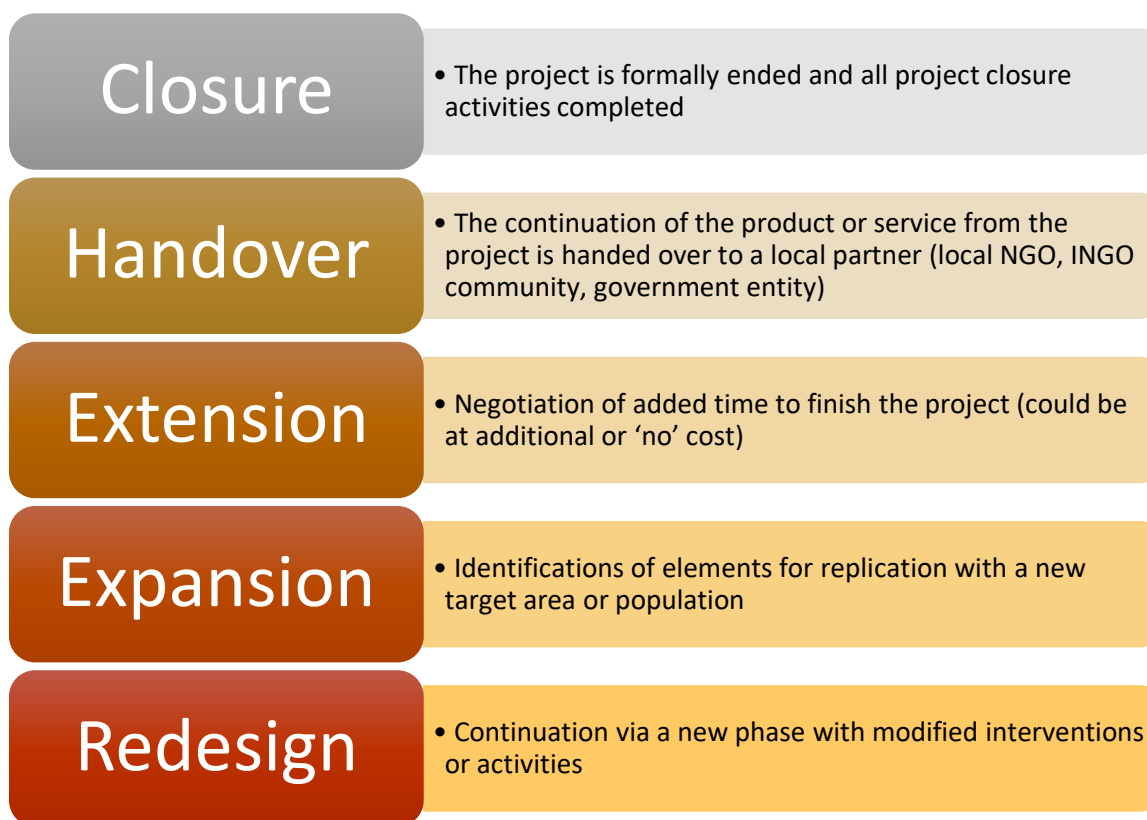 Closure
• The project is formally ended and all project closure
activities completed
Handover
• The continuation of the product or service from the
project is handed over to a local partner (local NGO, INGO
community, government entity)
Extension
• Negotiation of added time to finish the project (could be
at additional or ‘no’ cost)
Expansion
• Identifications of elements for replication with a new
target area or population
Redesign
• Continuation via a new phase with modified interventions
or activities